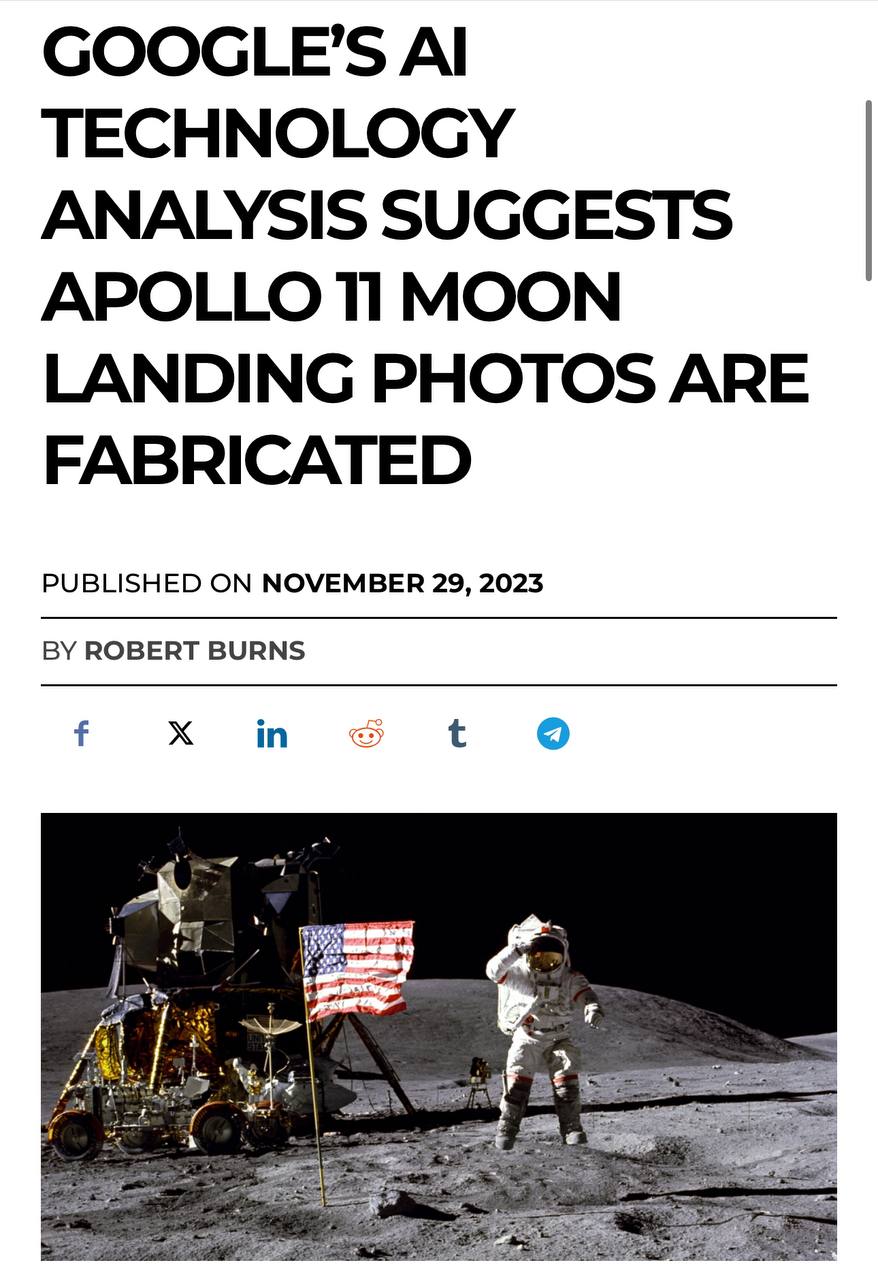 GOOGLE’S AI
TECHNOLOGY
ANALYSIS SUGGESTS
APOLLO 11 MOON
LANDING PHOTOS ARE
FABRICATED
PUBLISHED ON NOVEMBER 29, 2023
BY ROBERT BURNS